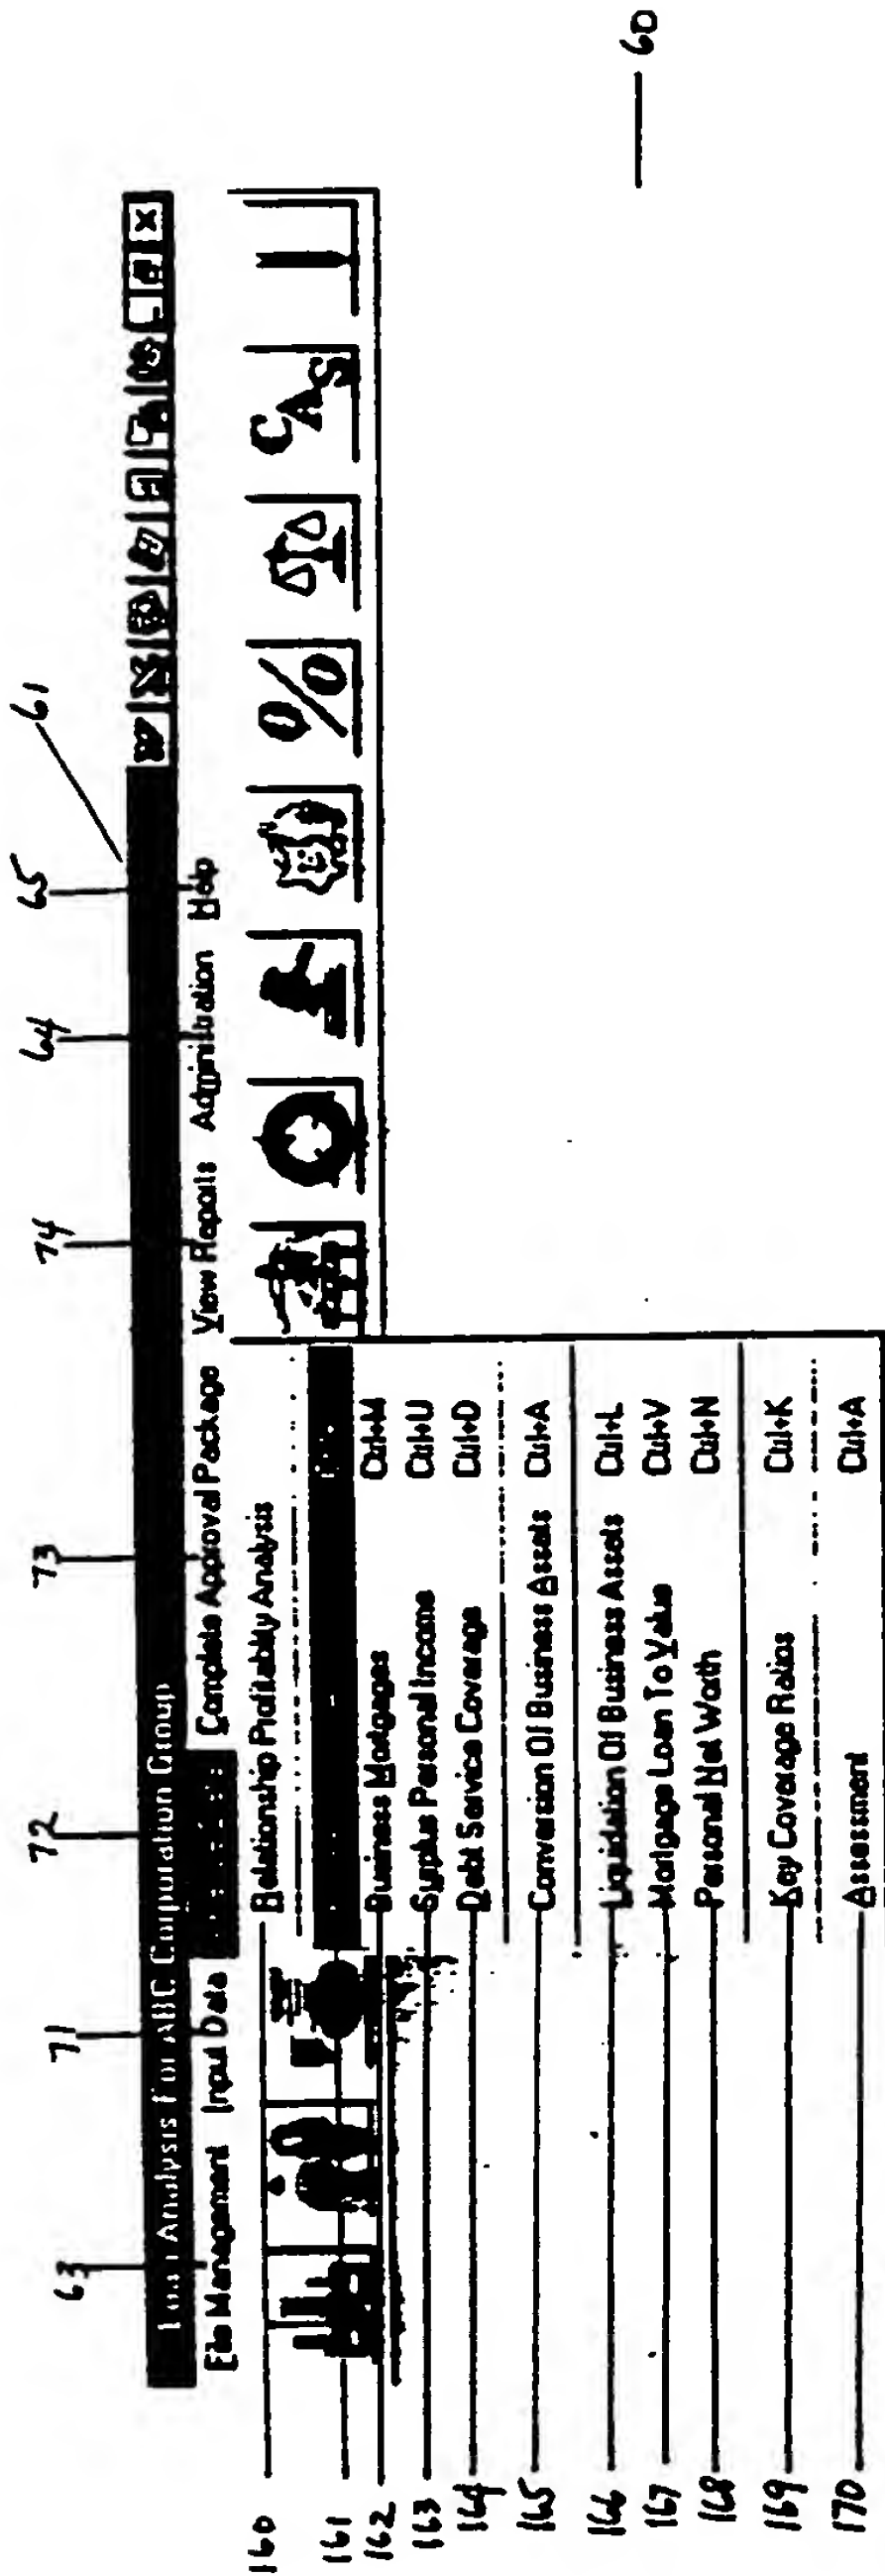 60
63 71 72 73 74 64 65 61
Loan Analysis For ABC Corporation Group
File Management Input Data Complete Approval Package View Reports Administration Help
% CAS
160 Relationship Profitability Analysis
161
162 Business Mortgages Ctrl+M
163 Surplus Personal Income Ctrl+U
164 Debt Service Coverage Ctrl+D
165 Conversion Of Business Assets Ctrl+A
166 Liquidation Of Business Assets Ctrl+L
167 Mortgage Loan To Value Ctrl+V
168 Personal Net Worth Ctrl+N
169 Key Coverage Ratios Ctrl+K
170 Assessment Ctrl+A